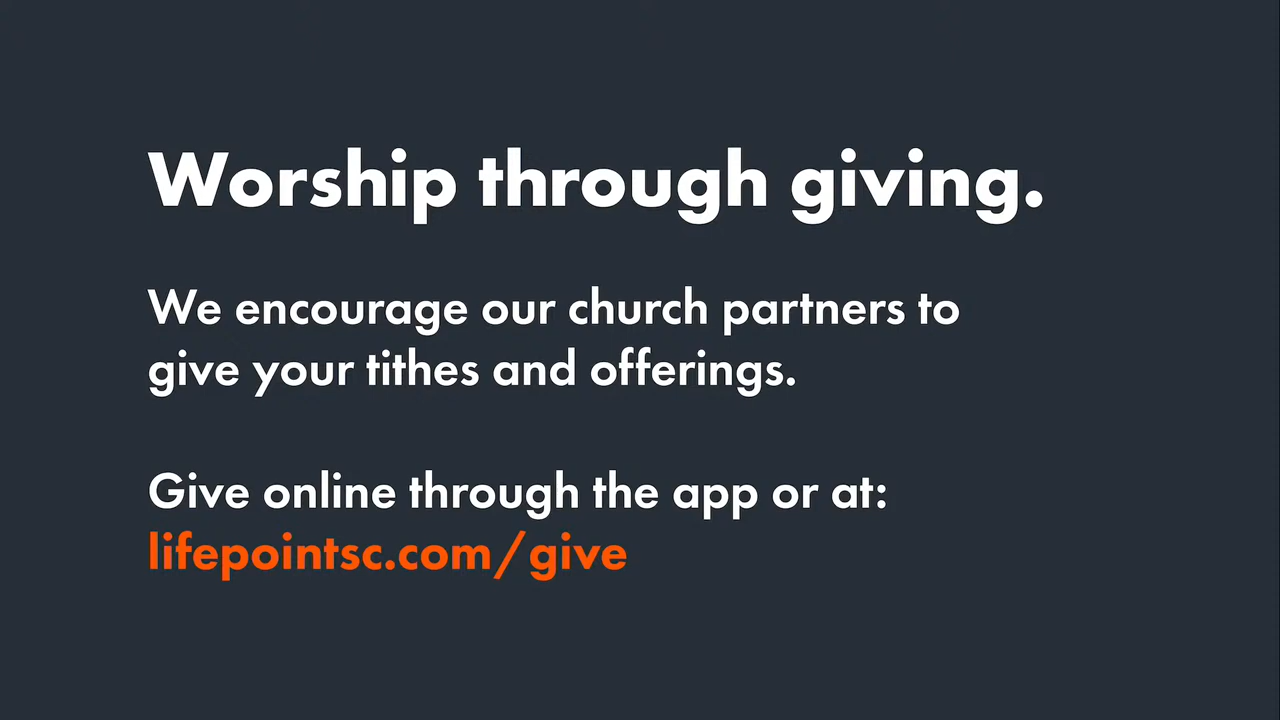 Worship through giving.
We encourage our church partners to
give your tithes and offerings.
Give online through the app or at:
lifepointsc.com/give